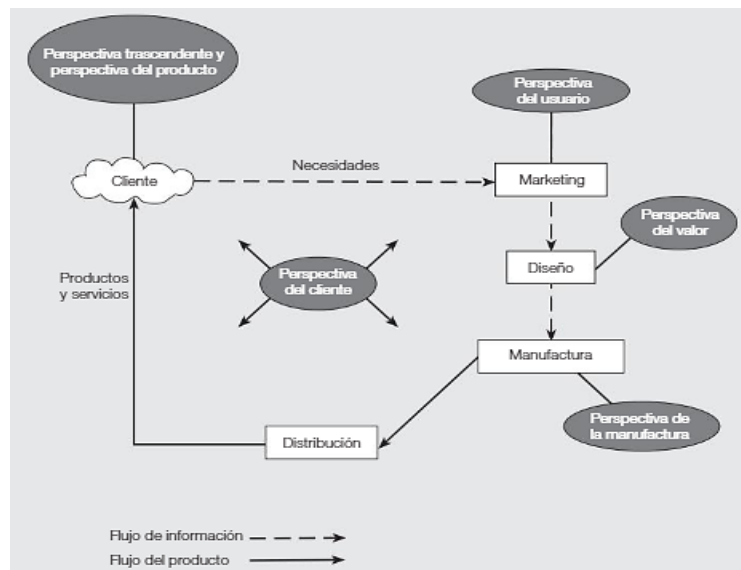 Perspectiva trascendente y
perspectiva del producto
Perspectiva
del usuario
Cliente
Necesidades
Marketing
Perspectiva
del valor
Productos
y servicios
Perspectiva
del cliente
Diseño
Manufactura
Distribución
Perspectiva de
la manufactura
Flujo de información
Flujo del producto